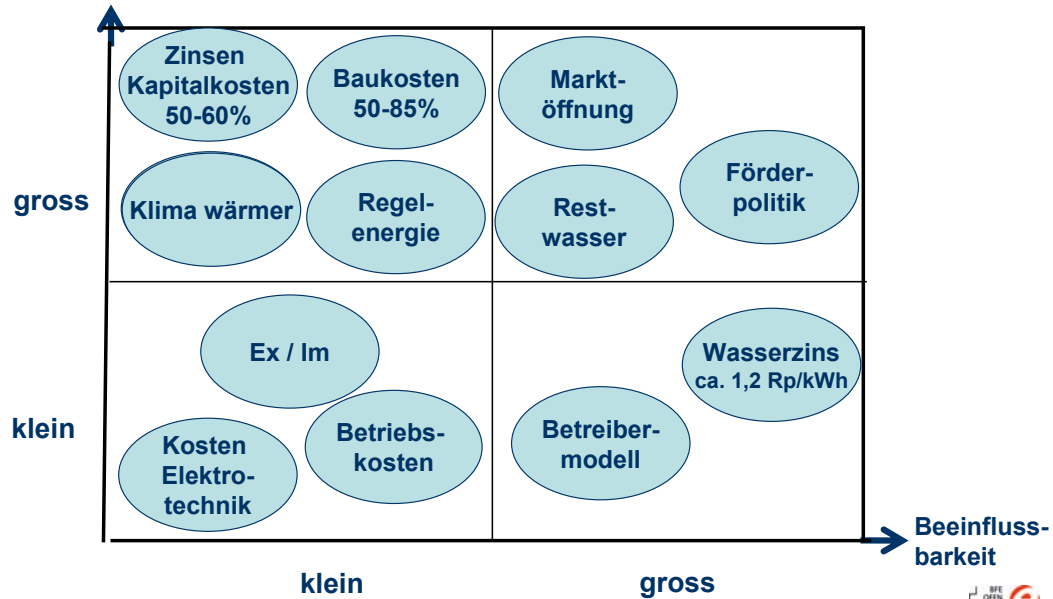 Zinsen
Kapitalkosten
50-60%
Baukosten
50-85%
Markt-
öffnung
Förder-
politik
gross
Klima wärmer
Regel-
energie
Rest-
wasser
Ex / Im
Wasserzins
ca. 1,2 Rp/kWh
klein
Kosten
Elektro-
technik
Betriebs-
kosten
Betreiber-
modell
Beeinfluss-
barkeit
klein
gross
BFE